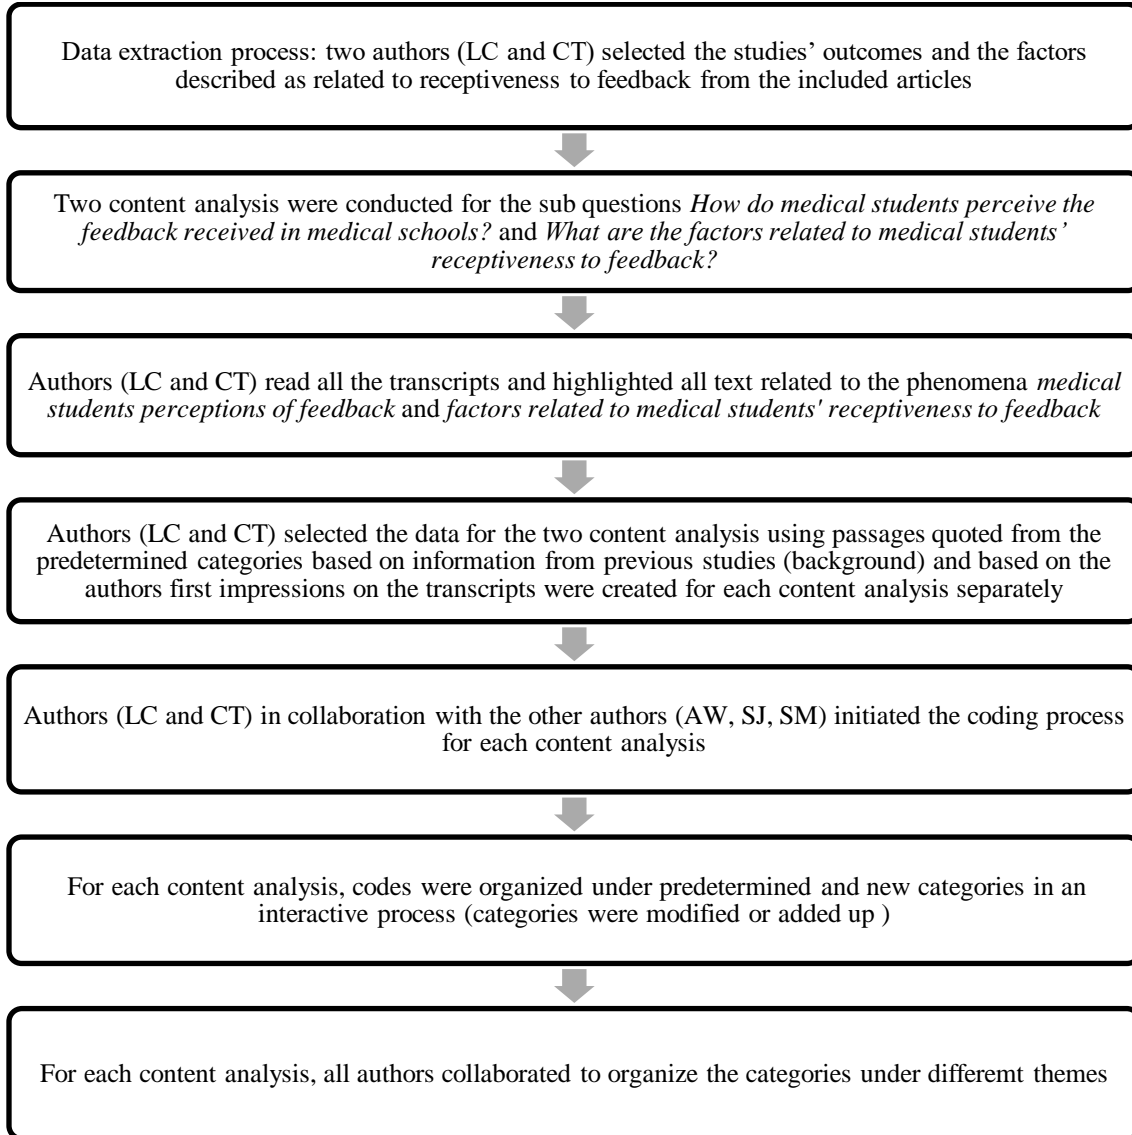 Data extraction process: two authors (LC and CT) selected the studies’ outcomes and the factors
described as related to receptiveness to feedback from the included articles
Two content analysis were conducted for the sub questions How do medical students perceive the
feedback received in medical schools? and What are the factors related to medical students’
receptiveness to feedback?
Authors (LC and CT) read all the transcripts and highlighted all text related to the phenomena medical
students perceptions of feedback and factors related to medical students' receptiveness to feedback
Authors (LC and CT) selected the data for the two content analysis using passages quoted from the
predetermined categories based on information from previous studies (background) and based on the
authors first impressions on the transcripts were created for each content analysis separately
Authors (LC and CT) in collaboration with the other authors (AW, SJ, SM) initiated the coding process
for each content analysis
For each content analysis, codes were organized under predetermined and new categories in an
interactive process (categories were modified or added up )
For each content analysis, all authors collaborated to organize the categories under differemt themes